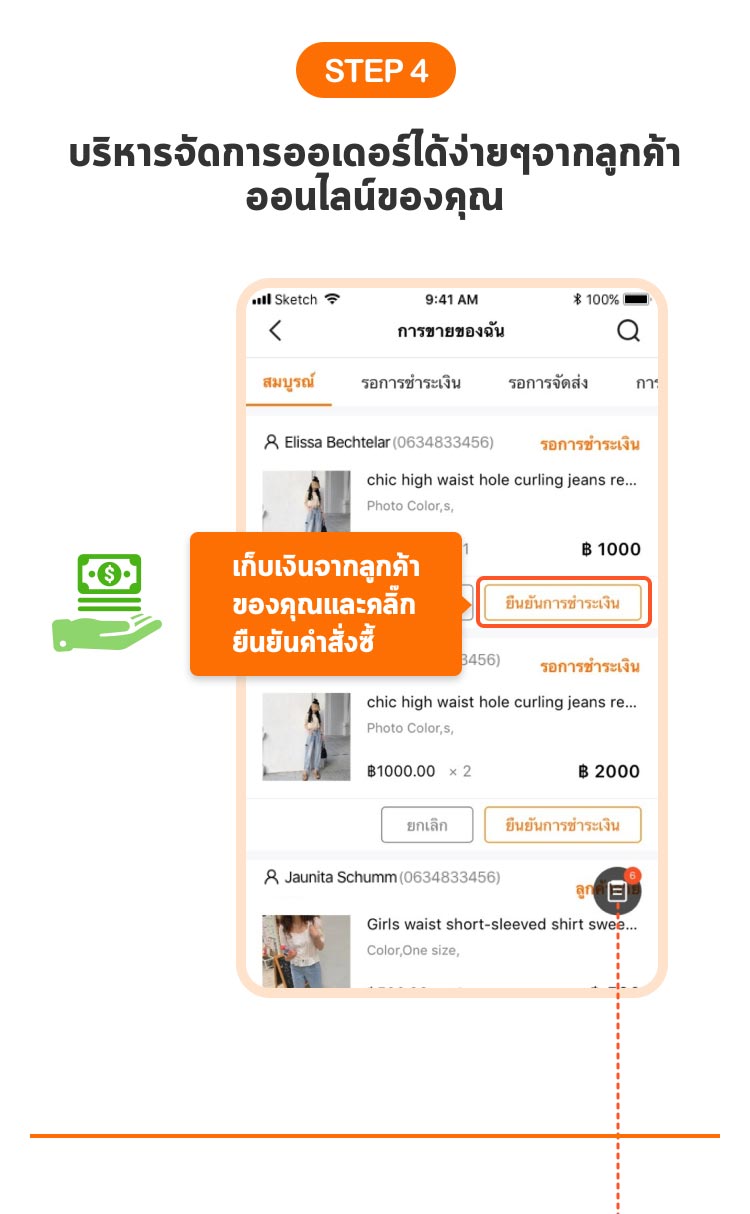 STEP 4
บริหารจัดการออเดอร์ได้ง่ายๆจากลูกค้า
ออนไลน์ของคุณ
Sketch 9:41 AM 100%
การขายของฉัน
สมบูรณ์ รอการชำระเงิน รอการจัดส่ง การ
Elissa Bechtelar (0634833456) รอการชำระเงิน
chic high waist hole curling jeans re...
Photo Color,s,
1 ฿ 1000
เก็บเงินจากลูกค้า
ของคุณและคลิ๊ก
ยืนยันคำสั่งซื้
ยืนยันการชำระเงิน
3456) รอการชำระเงิน
chic high waist hole curling jeans re...
Photo Color,s,
฿1000.00 × 2 ฿ 2000
ยกเลิก ยืนยันการชำระเงิน
Jaunita Schumm (0634833456)
6
Girls waist short-sleeved shirt swee...
Color,One size,